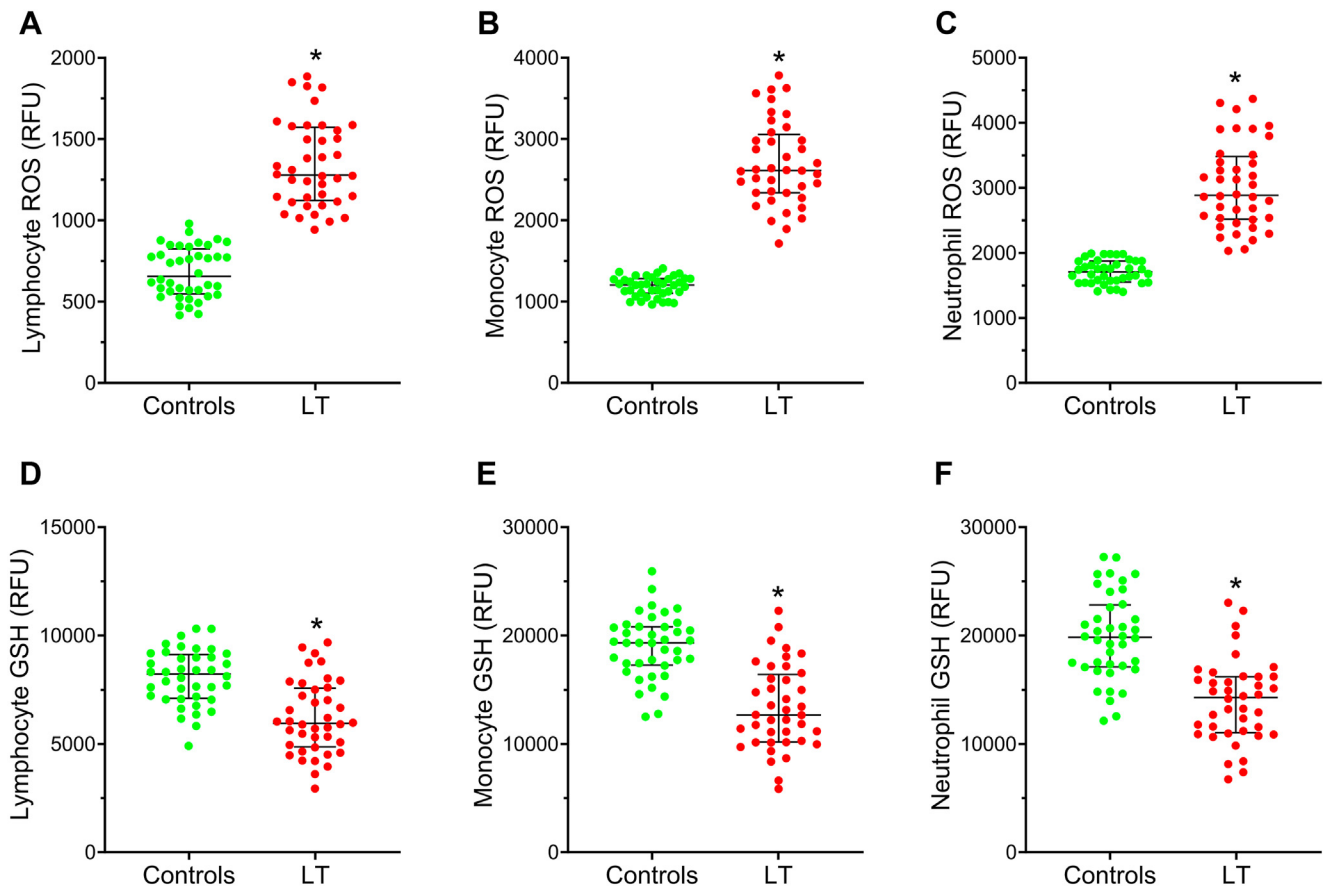 A
Lymphocyte ROS (RFU)
2000
1500
1000
500
0
*
Controls
LT
B
Monocyte ROS (RFU)
4000
3000
2000
1000
0
*
Controls
LT
C
Neutrophil ROS (RFU)
5000
4000
3000
2000
1000
0
*
Controls
LT
D
Lymphocyte GSH (RFU)
15000
10000
5000
0
*
Controls
LT
E
Monocyte GSH (RFU)
30000
20000
10000
0
*
Controls
LT
F
Neutrophil GSH (RFU)
30000
20000
10000
0
*
Controls
LT